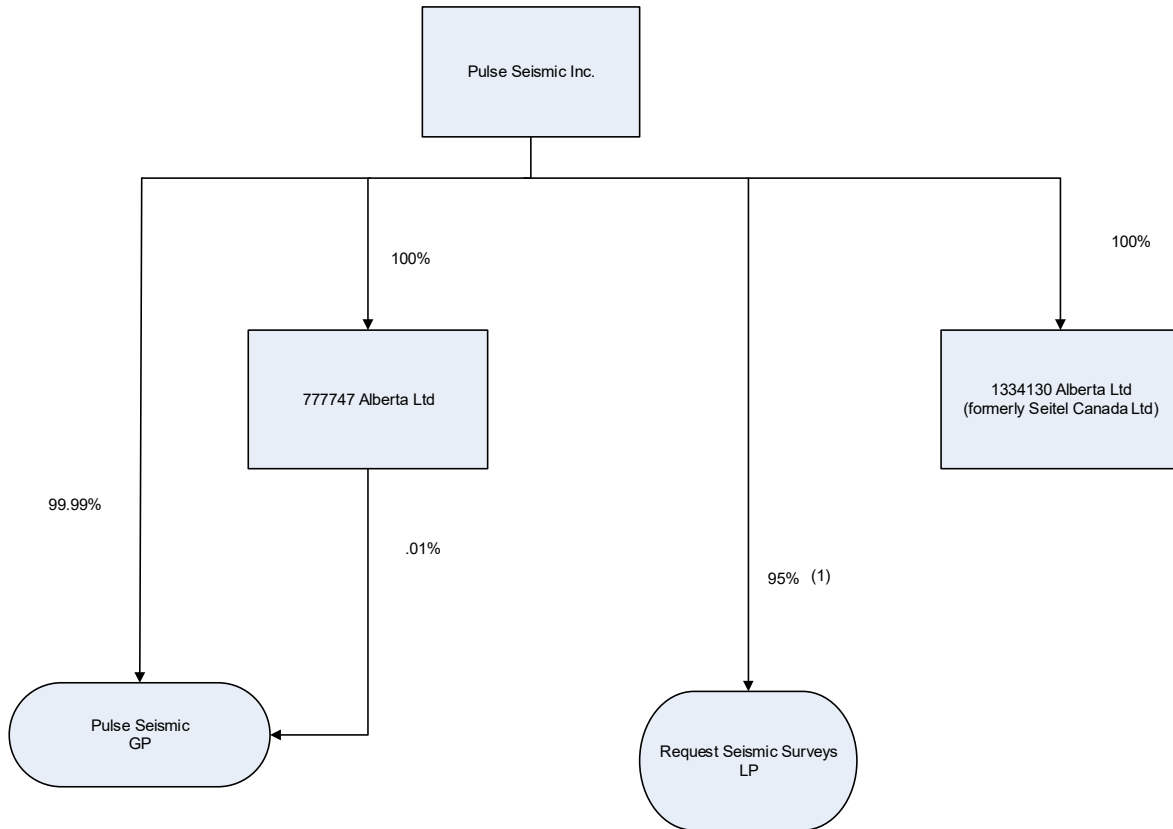 Pulse Seismic Inc.
100%
100%
777747 Alberta Ltd
1334130 Alberta Ltd
(formerly Seitel Canada Ltd)
99.99%
.01%
95% (1)
Pulse Seismic
GP
Request Seismic Surveys
LP